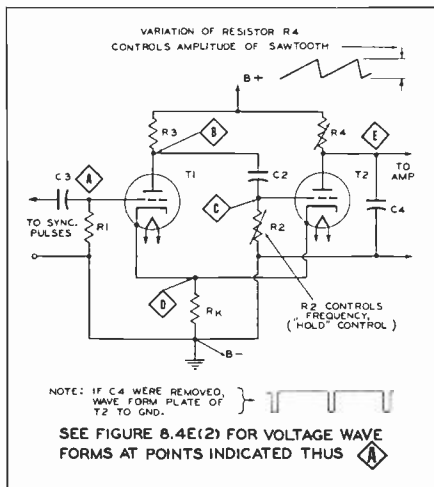 VARIATION OF RESISTOR R4
CONTROLS AMPLITUDE OF SAWTOOTH
B+
R3
B
R4
E
C3
A
T1
C2
T2
TO
AMP
C
C4
TO SYNC.
PULSES
R1
R2
D
RK
R2 CONTROLS
FREQUENCY,
("HOLD" CONTROL)
B-
NOTE: IF C4 WERE REMOVED,
WAVE FORM PLATE OF
T2 TO GND.
SEE FIGURE 8.4E(2) FOR VOLTAGE WAVE
FORMS AT POINTS INDICATED THUS A